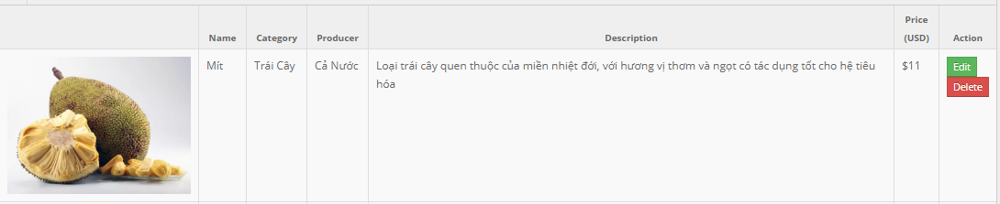 Name Category Producer Description Price (USD) Action
Mít Trái Cây Cả Nước Loại trái cây quen thuộc của miền nhiệt đới, với hương vị thơm và ngọt có tác dụng tốt cho hệ tiêu $11 Edit
hóa Delete